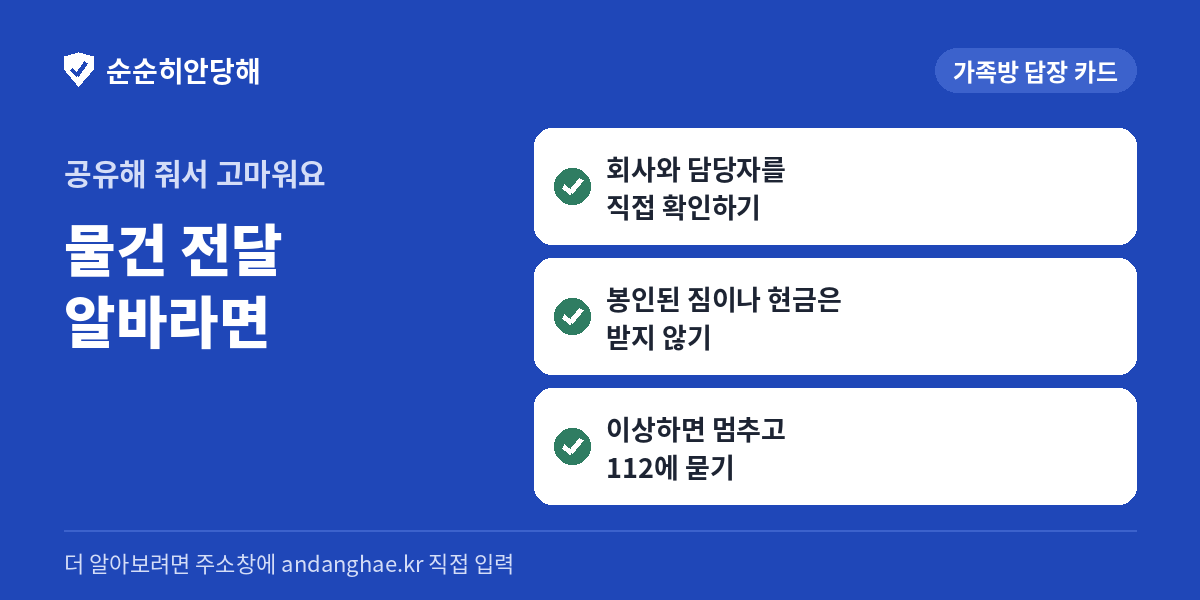 순순히안당해
가족방 답장 카드
공유해 줘서 고마워요
물건 전달
알바라면
회사와 담당자를
직접 확인하기
봉인된 짐이나 현금은
받지 않기
이상하면 멈추고
112에 묻기
더 알아보려면 주소창에 andanghae.kr 직접 입력